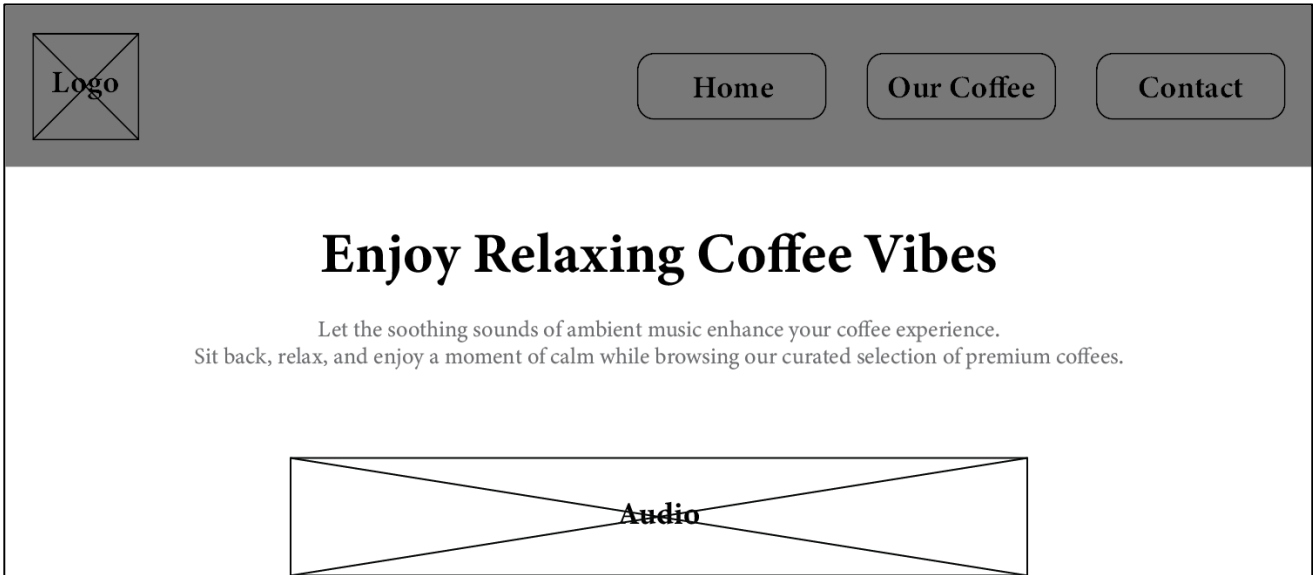 Logo
Home
Our Coffee
Contact
Enjoy Relaxing Coffee Vibes
Let the soothing sounds of ambient music enhance your coffee experience.
Sit back, relax, and enjoy a moment of calm while browsing our curated selection of premium coffees.
Audio